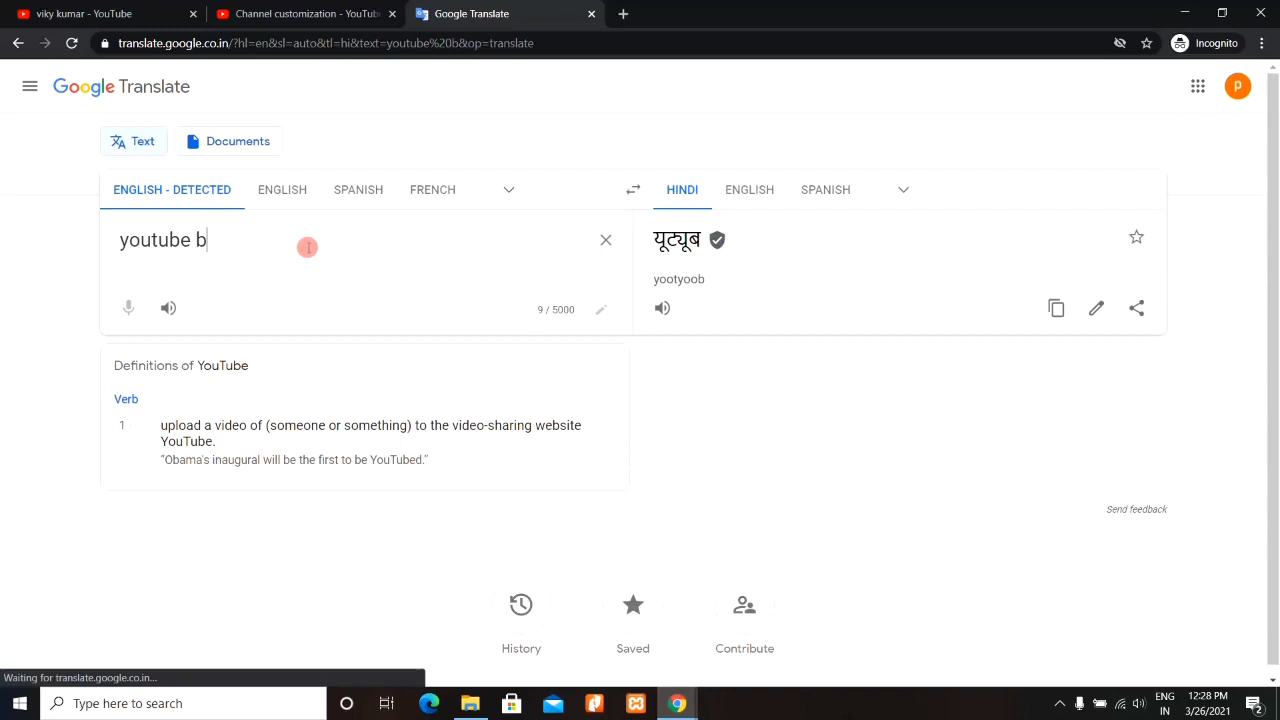 viky kumar - YouTube
Channel customization - YouTube
Google Translate
translate.google.co.in/?hl=en&sl=auto&tl=hi&text=youtube%20b&op=translate
Incognito
Google Translate
p
Text
Documents
ENGLISH - DETECTED
ENGLISH
SPANISH
FRENCH
HINDI
ENGLISH
SPANISH
youtube b
यूट्यूब
yootyoob
9 / 5000
Definitions of YouTube
Verb
1
upload a video of (someone or something) to the video-sharing website
YouTube.
“Obama's inaugural will be the first to be YouTubed.”
Send feedback
History
Saved
Contribute
Waiting for translate.google.co.in...
Type here to search
ENG
IN
12:28 PM
3/26/2021
2